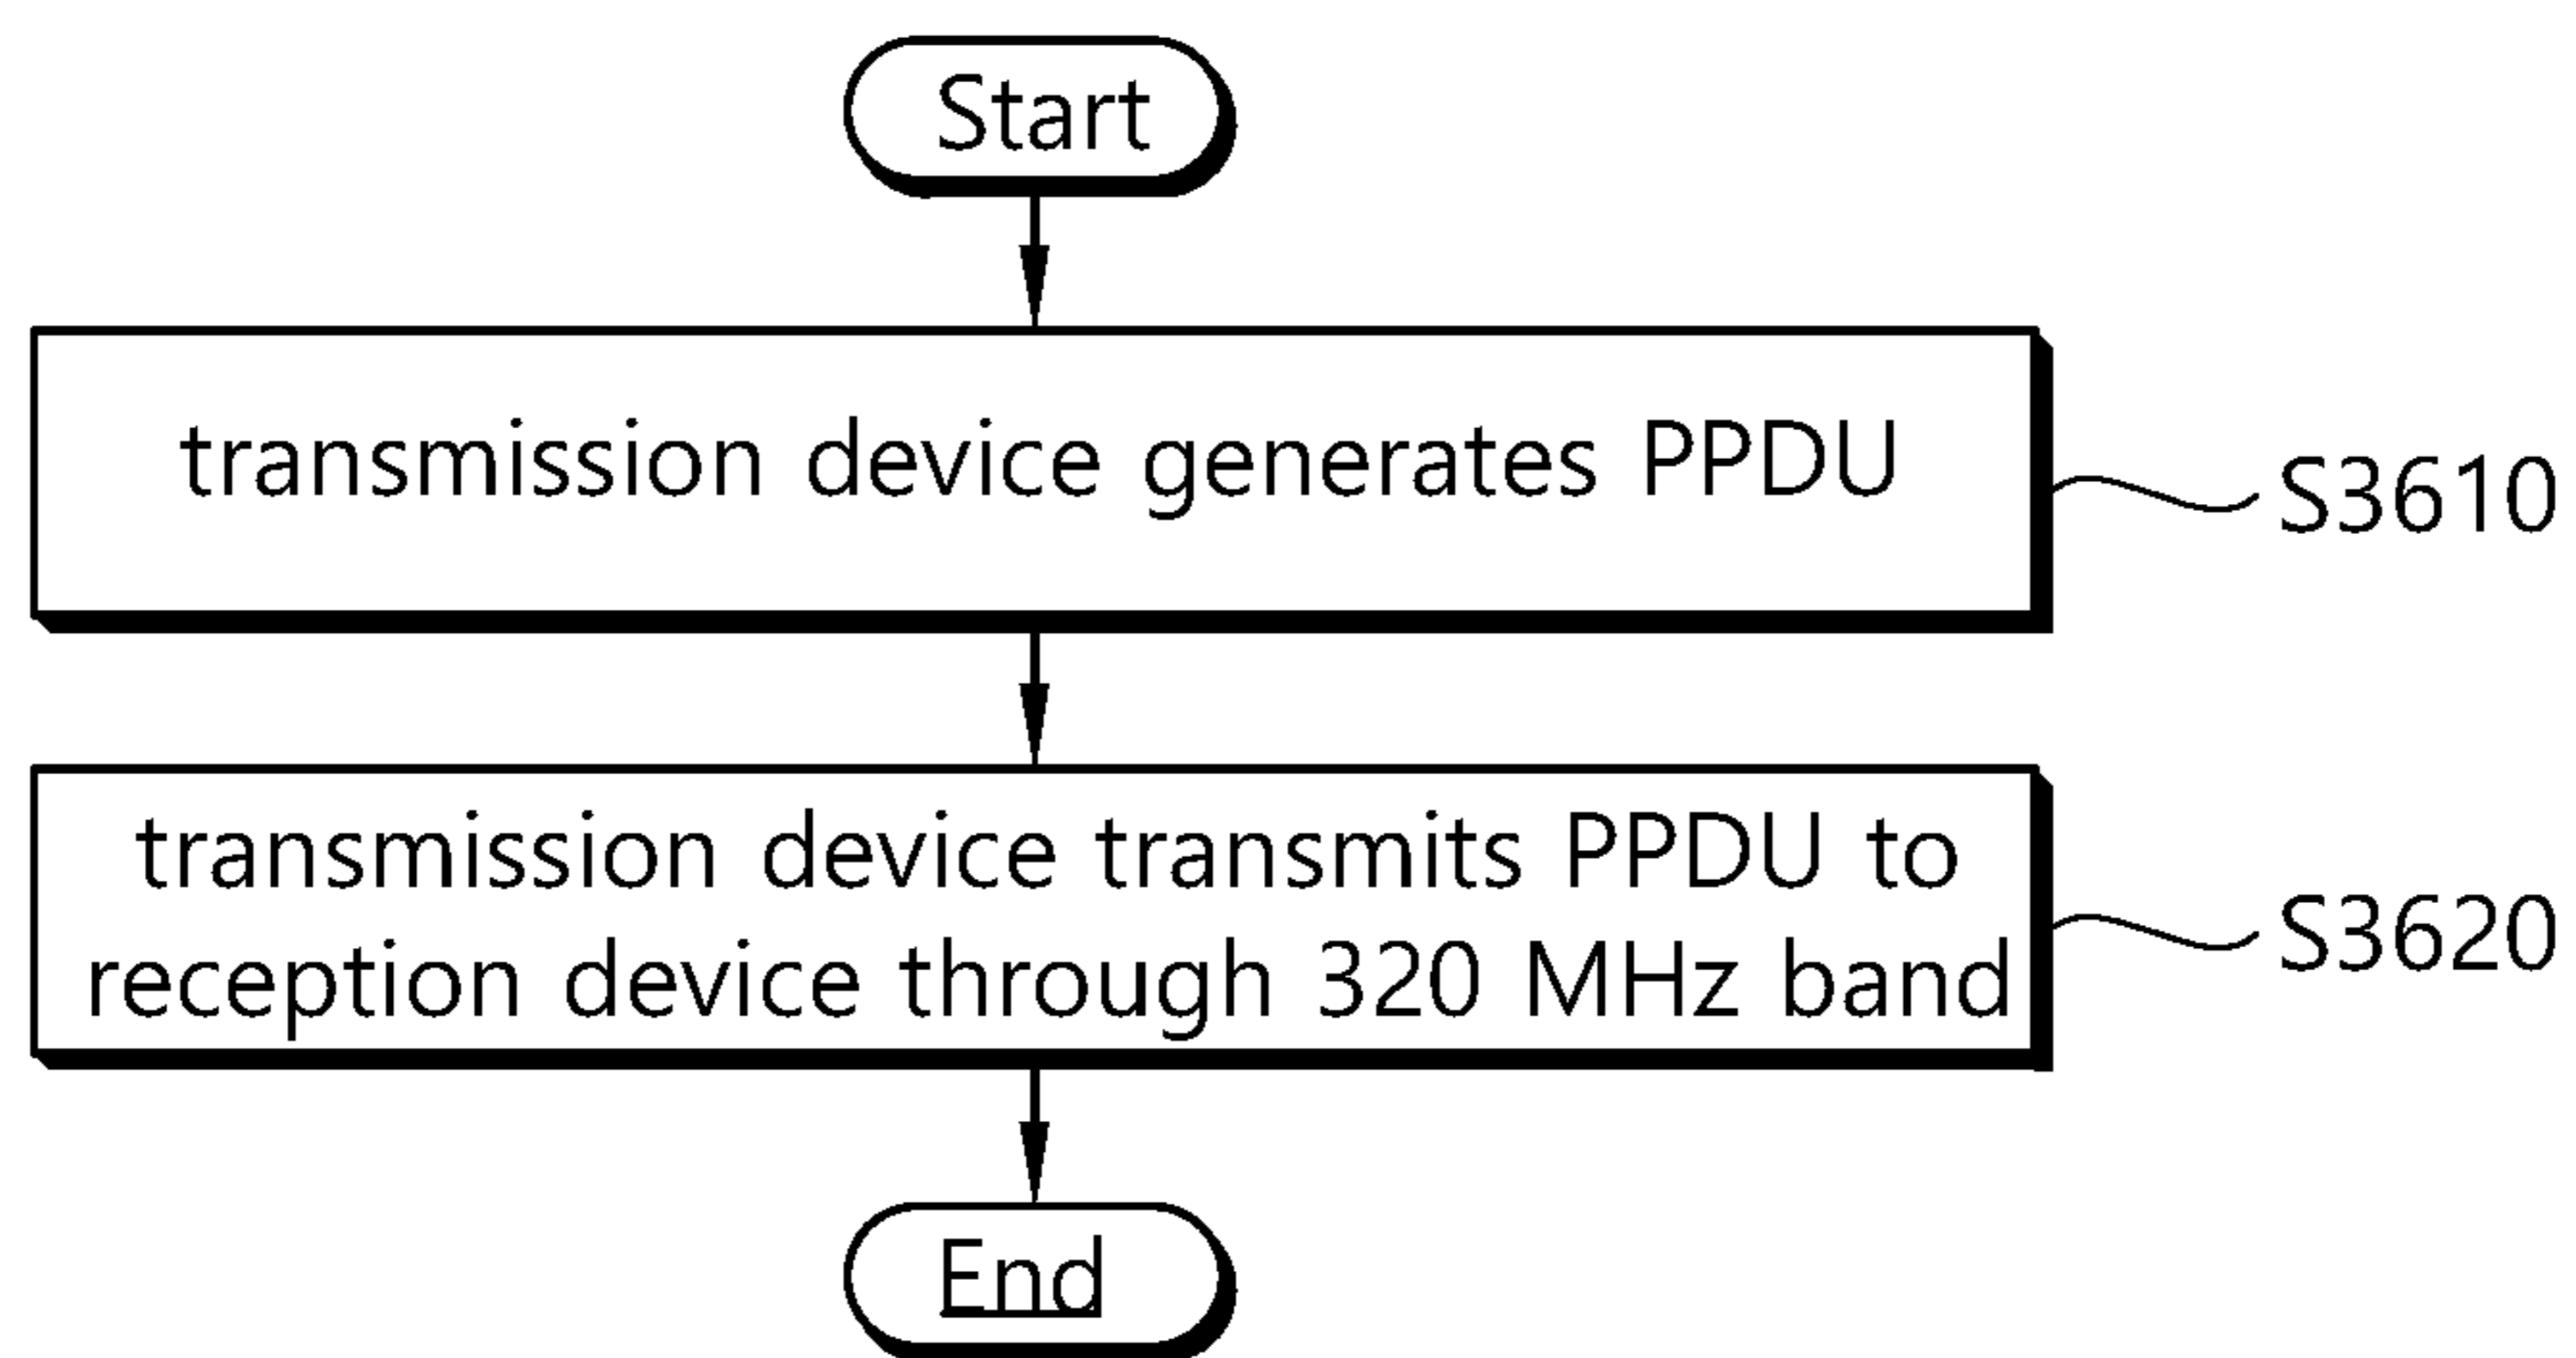 Start
transmission device generates PPDU
S3610
transmission device transmits PPDU to
reception device through 320 MHz band
S3620
End